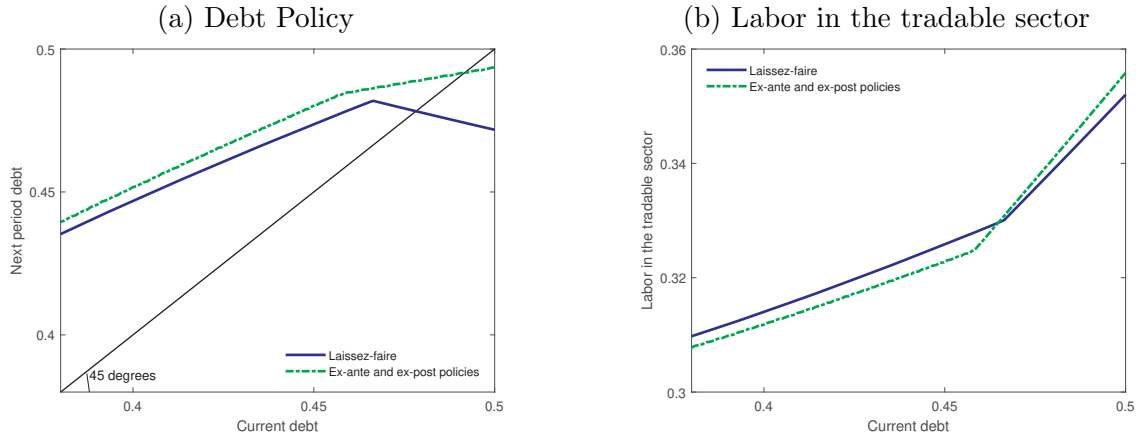 (a) Debt Policy
0.5
0.45
0.4
Next period debt
45 degrees
Laissez-faire
Ex-ante and ex-post policies
0.4
0.45
0.5
Current debt
(b) Labor in the tradable sector
0.36
0.34
0.32
0.3
Labor in the tradable sector
Laissez-faire
Ex-ante and ex-post policies
0.4
0.45
0.5
Current debt